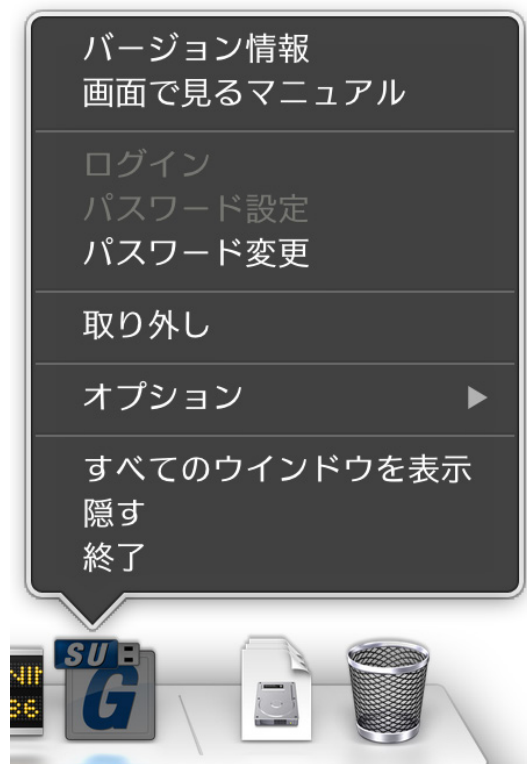 バージョン情報
画面で見るマニュアル
ログイン
パスワード設定
パスワード変更
取り外し
オプション
すべてのウインドウを表示
隠す
終了
SU
G